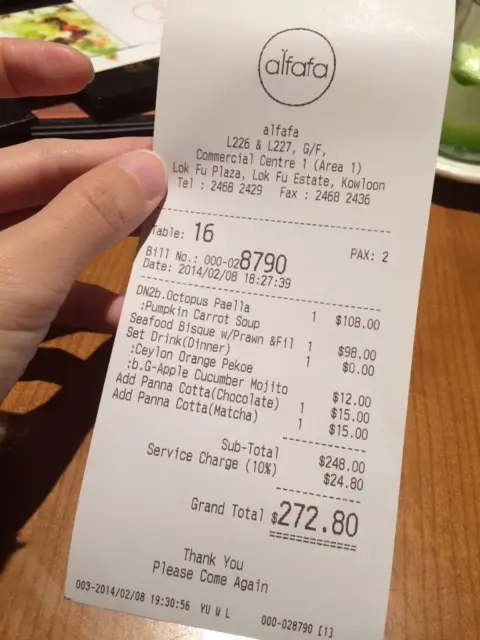 alfafa
alfafa
L226 & L227, G/F,
Commercial Centre 1 (Area 1)
Lok Fu Plaza, Lok Fu Estate, Kowloon
Tel : 2468 2429 Fax : 2468 2436
Table: 16 PAX: 2
Bill No.: 000-028790
Date: 2014/02/08 18:27:39
DN2b.Octopus Paella 1 $108.00
:Pumpkin Carrot Soup
Seafood Bisque w/Prawn &Fil 1 $98.00
Set Drink(Dinner) 1 $0.00
:Ceylon Orange Pekoe
:b.G-Apple Cucumber Mojito $12.00
Add Panna Cotta(Chocolate) 1 $15.00
Add Panna Cotta(Matcha) 1 $15.00
Sub-Total $248.00
Service Charge (10%) $24.80
Grand Total $272.80
Thank You
Please Come Again
003-2014/02/08 19:30:56 YU W L 000-028790 [1]